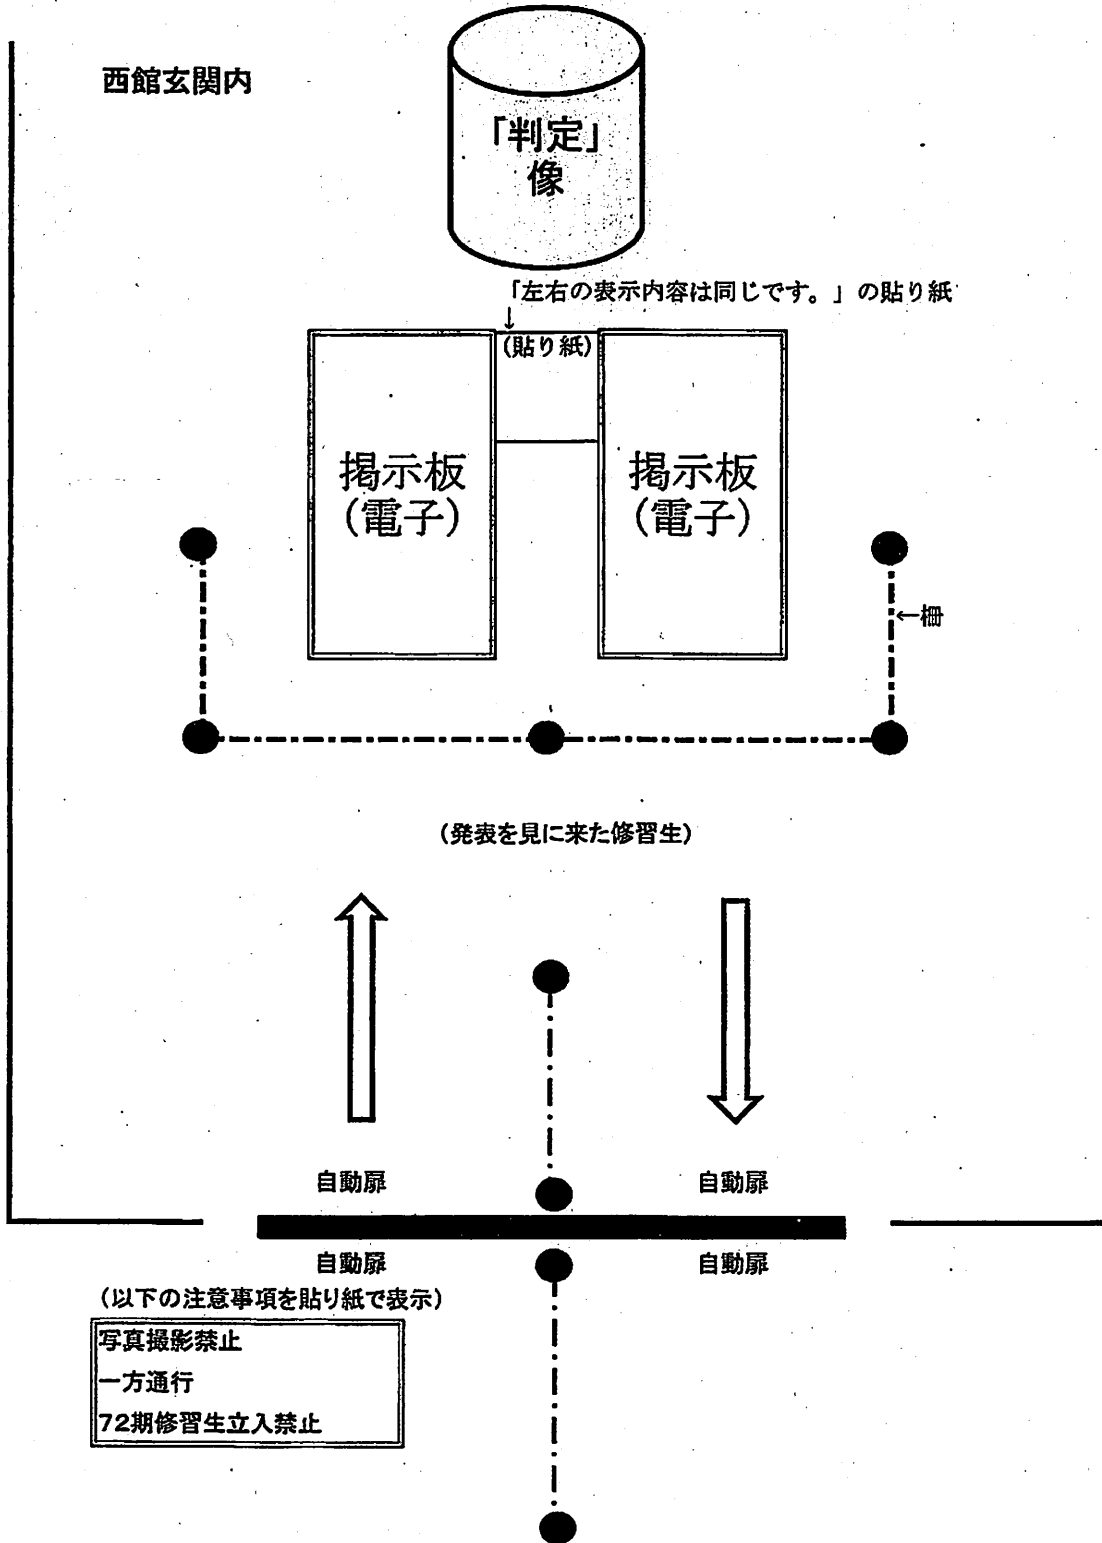 西館玄関内
「判定」
像
「左右の表示内容は同じです。」の貼り紙
↓
(貼り紙)
掲示板
(電子)
掲示板
(電子)
←柵
(発表を見に来た修習生)
自動扉
自動扉
自動扉
自動扉
(以下の注意事項を貼り紙で表示)
写真撮影禁止
一方通行
72期修習生立入禁止